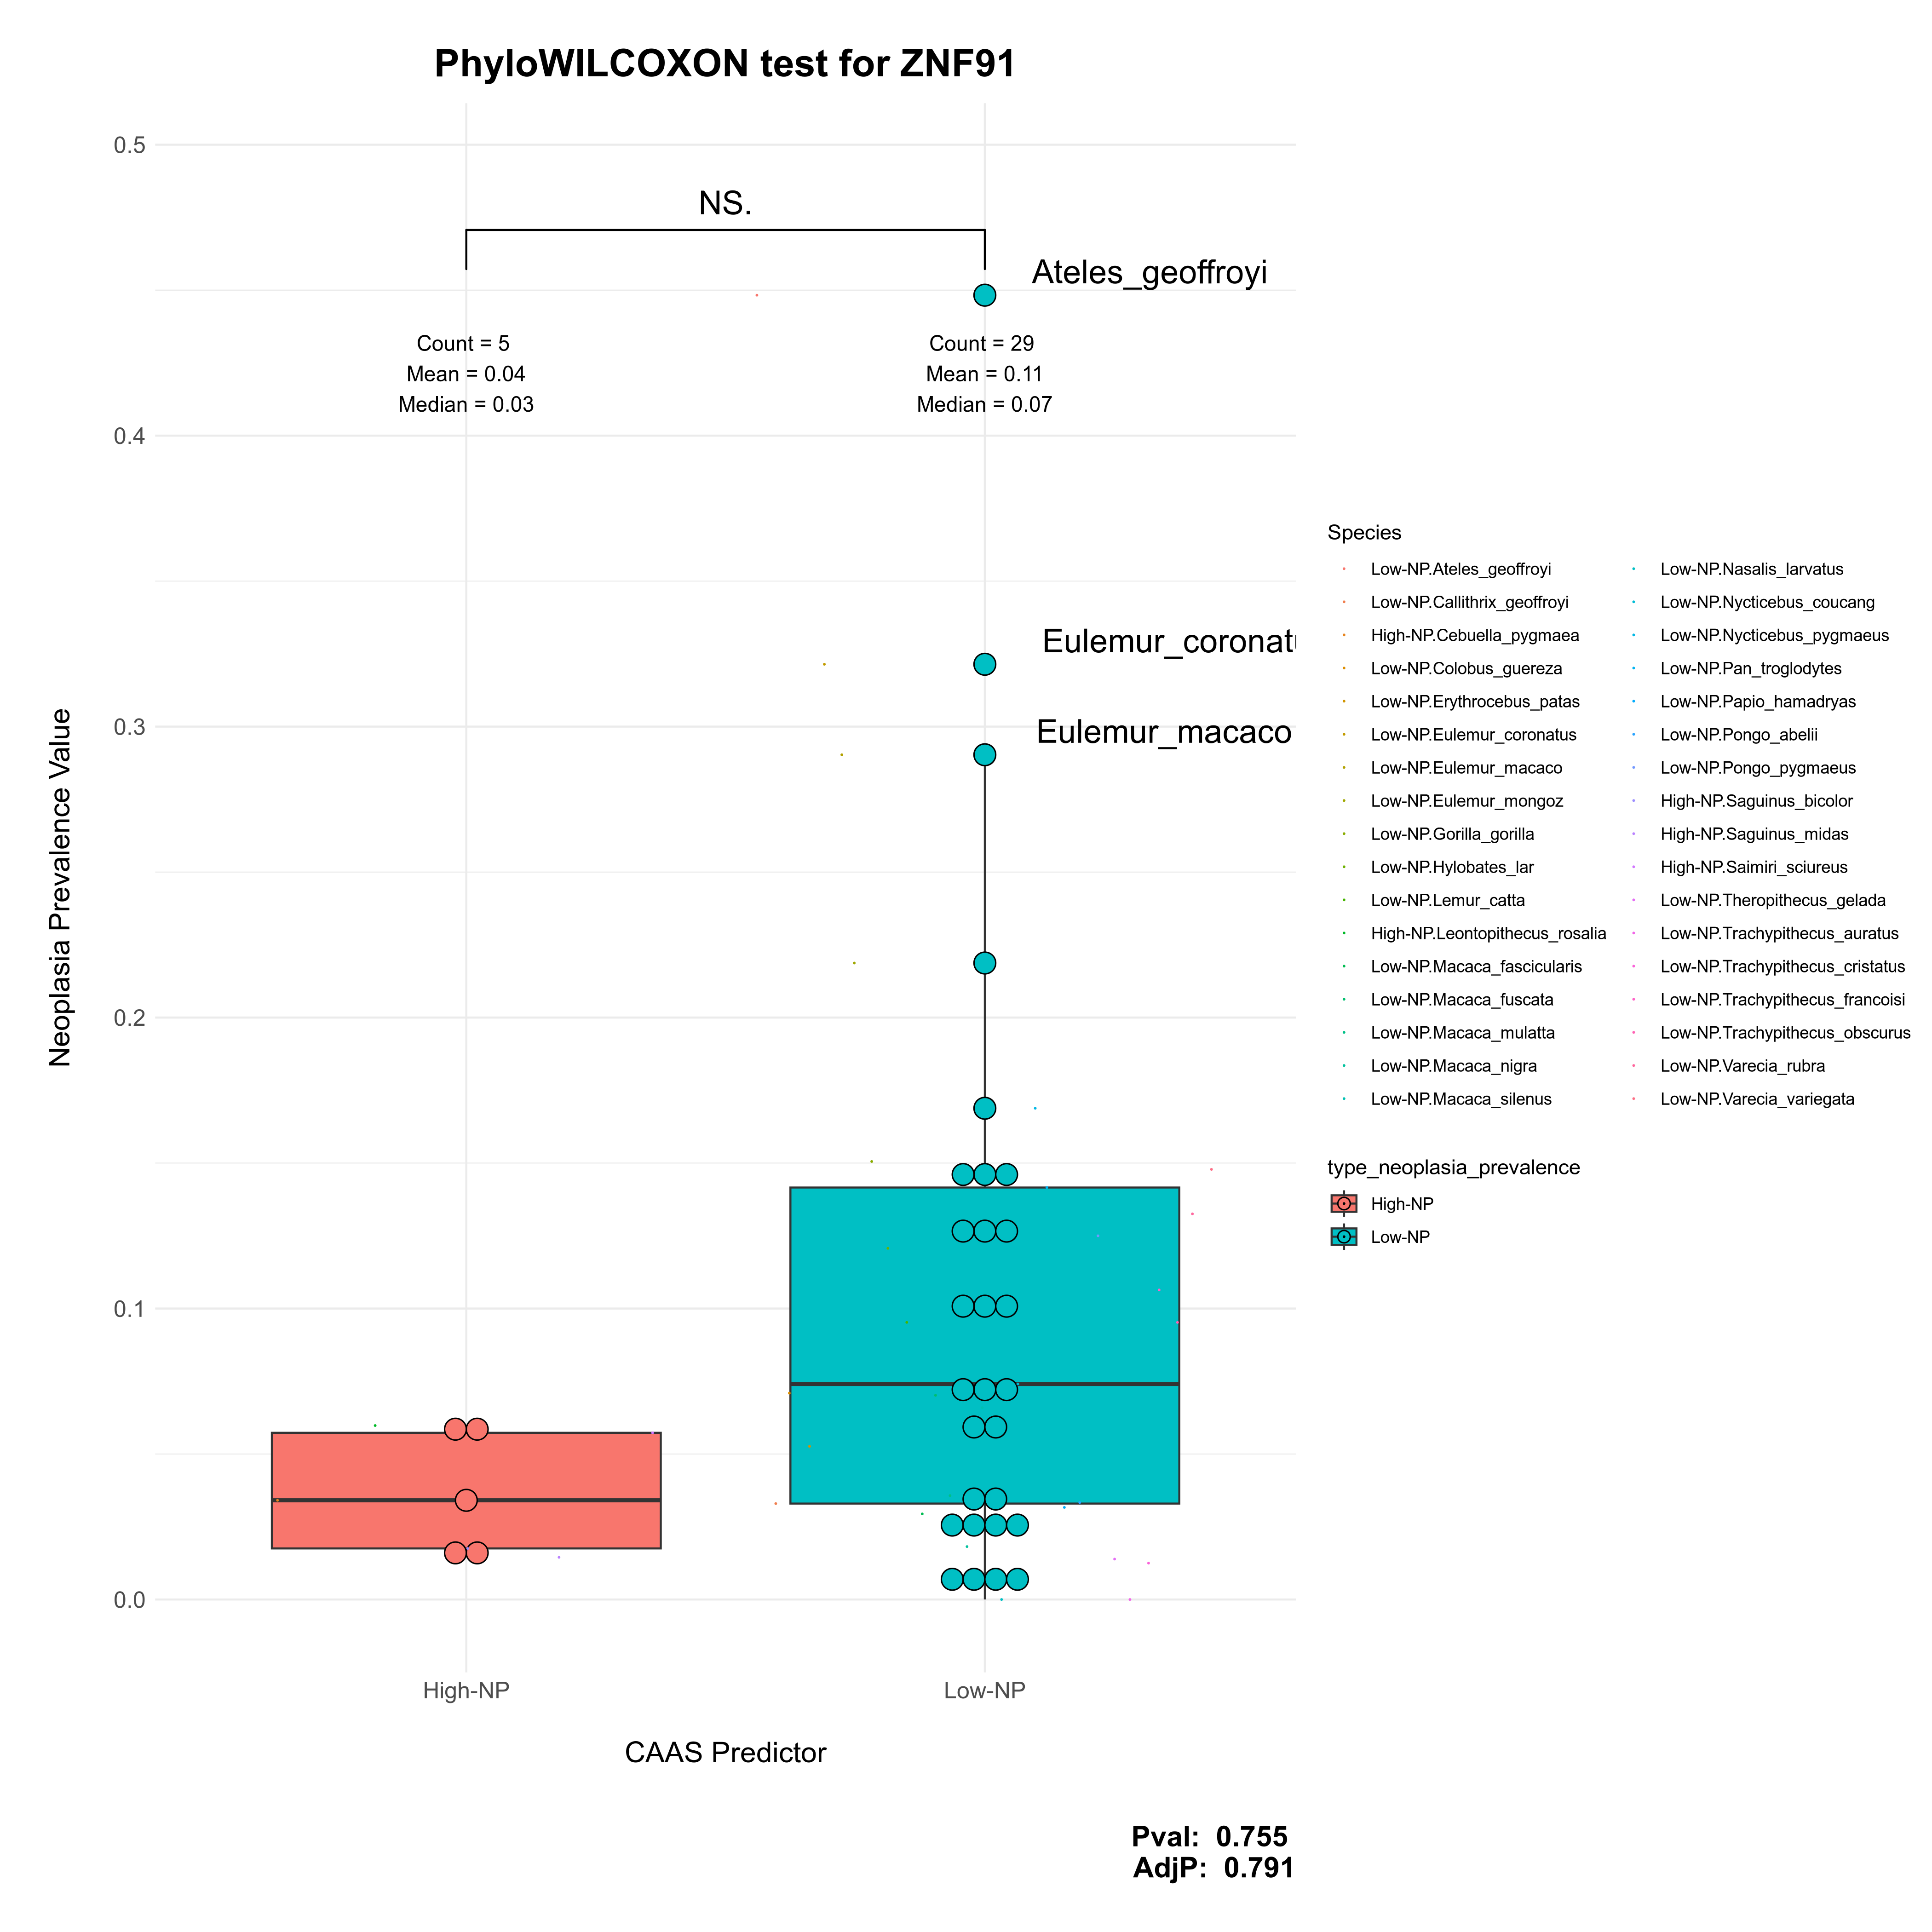 PhyloWILCOXON test for ZNF91
0.5
NS.
Ateles_geoffroyi
Count = 5
Mean = 0.04
Median = 0.03
Count = 29
Mean = 0.11
Median = 0.07
0.4
Eulemur_coronatu
Eulemur_macaco
0.3
0.2
0.1
0.0
Neoplasia Prevalence Value
High-NP
Low-NP
CAAS Predictor
Species
Low-NP.Ateles_geoffroyi
Low-NP.Callithrix_geoffroyi
High-NP.Cebuella_pygmaea
Low-NP.Colobus_guereza
Low-NP.Erythrocebus_patas
Low-NP.Eulemur_coronatus
Low-NP.Eulemur_macaco
Low-NP.Eulemur_mongoz
Low-NP.Gorilla_gorilla
Low-NP.Hylobates_lar
Low-NP.Lemur_catta
High-NP.Leontopithecus_rosalia
Low-NP.Macaca_fascicularis
Low-NP.Macaca_fuscata
Low-NP.Macaca_mulatta
Low-NP.Macaca_nigra
Low-NP.Macaca_silenus
Low-NP.Nasalis_larvatus
Low-NP.Nycticebus_coucang
Low-NP.Nycticebus_pygmaeus
Low-NP.Pan_troglodytes
Low-NP.Papio_hamadryas
Low-NP.Pongo_abelii
Low-NP.Pongo_pygmaeus
High-NP.Saguinus_bicolor
High-NP.Saguinus_midas
High-NP.Saimiri_sciureus
Low-NP.Theropithecus_gelada
Low-NP.Trachypithecus_auratus
Low-NP.Trachypithecus_cristatus
Low-NP.Trachypithecus_francoisi
Low-NP.Trachypithecus_obscurus
Low-NP.Varecia_rubra
Low-NP.Varecia_variegata
type_neoplasia_prevalence
High-NP
Low-NP
Pval: 0.755
AdjP: 0.791